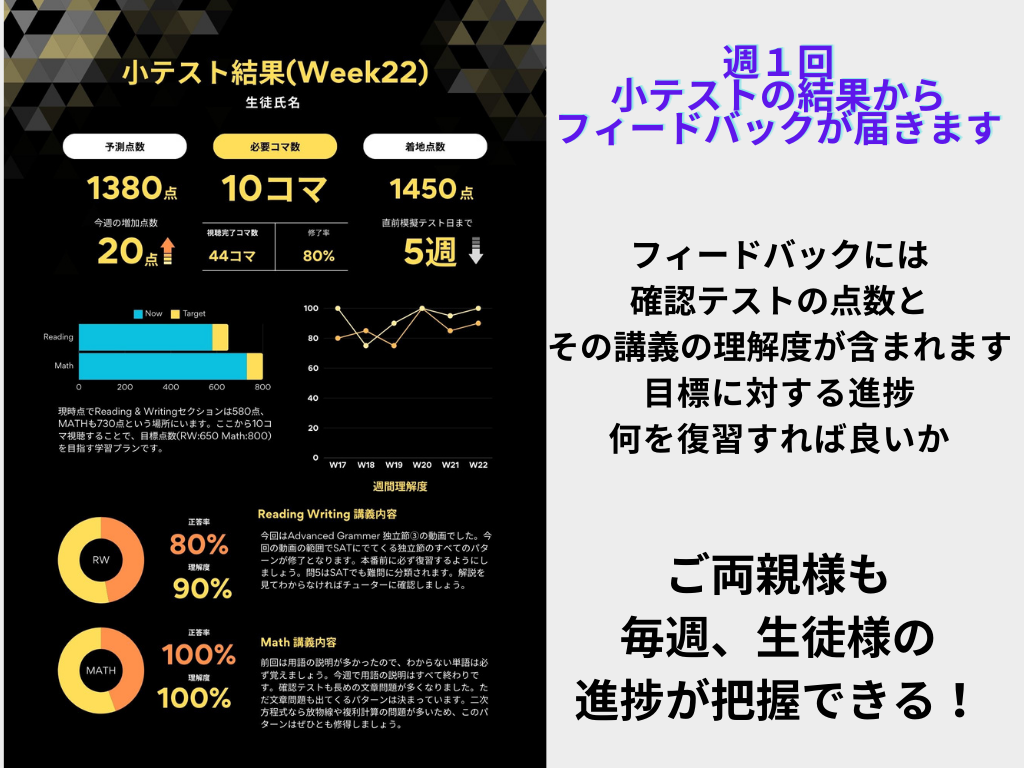 小テスト結果(Week22)
生徒氏名
予測点数
必要コマ数
着地点数
1380点
10コマ
1450点
今週の増加点数
視聴完了コマ数
修了率
直前模擬テスト日まで
20点
44コマ
80%
5週
Now
Target
Reading
Math
0 200 400 600 800
現時点でReading & Writingセクションは580点、
MATHも730点という場所にいます。ここから10コ
マ視聴することで、目標点数(RW:650 Math:800)
を目指す学習プランです。
100
80
60
40
20
0
W17 W18 W19 W20 W21 W22
週間理解度
RW
正答率
80%
理解度
90%
Reading Writing 講義内容
今回はAdvanced Grammer 独立節③の動画でした。今
回の動画の範囲でSATにでてくる独立節のすべてのパタ
ーンが修了となります。本番前に必ず復習するようにし
ましょう。問5はSATでも難問に分類されます。解説を
見てわからなければチューターに確認しましょう。
MATH
正答率
100%
理解度
100%
Math 講義内容
前回は用語の説明が多かったので、わからない単語は必
ず覚えましょう。今週で用語の説明はすべて終わりで
す。確認テストも長めの文章問題が多くなりました。た
だ文章問題も出てくるパターンは決まっています。二次
方程式なら放物線や複利計算の問題が多いため、このパ
ターンはぜひとも修得しましょう。
週１回
小テストの結果から
フィードバックが届きます
フィードバックには
確認テストの点数と
その講義の理解度が含まれます
目標に対する進捗
何を復習すれば良いか
ご両親様も
毎週、生徒様の
進捗が把握できる！